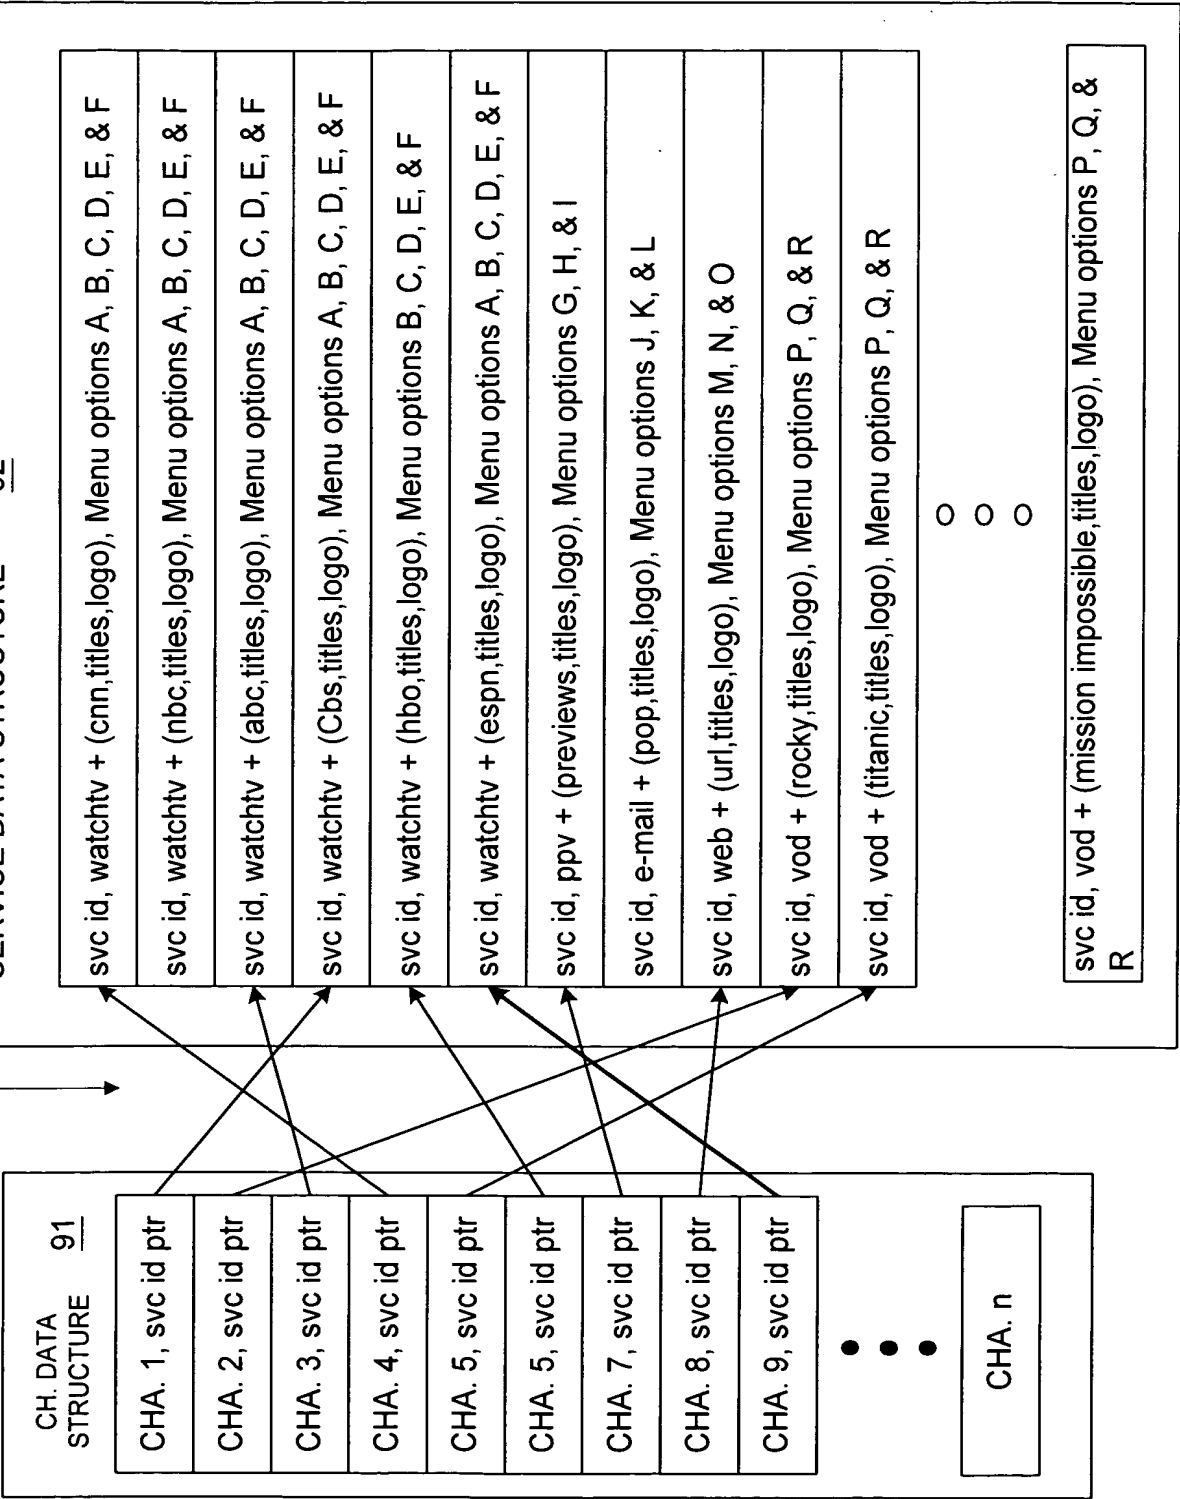 CH. DATA
STRUCTURE
91
CHA. 1, svc id ptr
CHA. 2, svc id ptr
CHA. 3, svc id ptr
CHA. 4, svc id ptr
CHA. 5, svc id ptr
CHA. 5, svc id ptr
CHA. 7, svc id ptr
CHA. 8, svc id ptr
CHA. 9, svc id ptr
CHA. n
SERVICE DATA STRUCTURE
svc id, watchtv + (cnn,titles,logo), Menu options A, B, C, D, E, & F
svc id, watchtv + (nbc,titles,logo), Menu options A, B, C, D, E, & F
svc id, watchtv + (abc,titles,logo), Menu options A, B, C, D, E, & F
svc id, watchtv + (Cbs,titles,logo), Menu options A, B, C, D, E, & F
svc id, watchtv + (hbo,titles,logo), Menu options B, C, D, E, & F
svc id, watchtv + (espn,titles,logo), Menu options A, B, C, D, E, & F
svc id, ppv + (previews,titles,logo), Menu options G, H, & I
svc id, e-mail + (pop,titles,logo), Menu options J, K, & L
svc id, web + (url,titles,logo), Menu options M, N, & O
svc id, vod + (rocky,titles,logo), Menu options P, Q, & R
svc id, vod + (titanic,titles,logo), Menu options P, Q, & R
svc id, vod + (mission impossible,titles,logo), Menu options P, Q, &
R